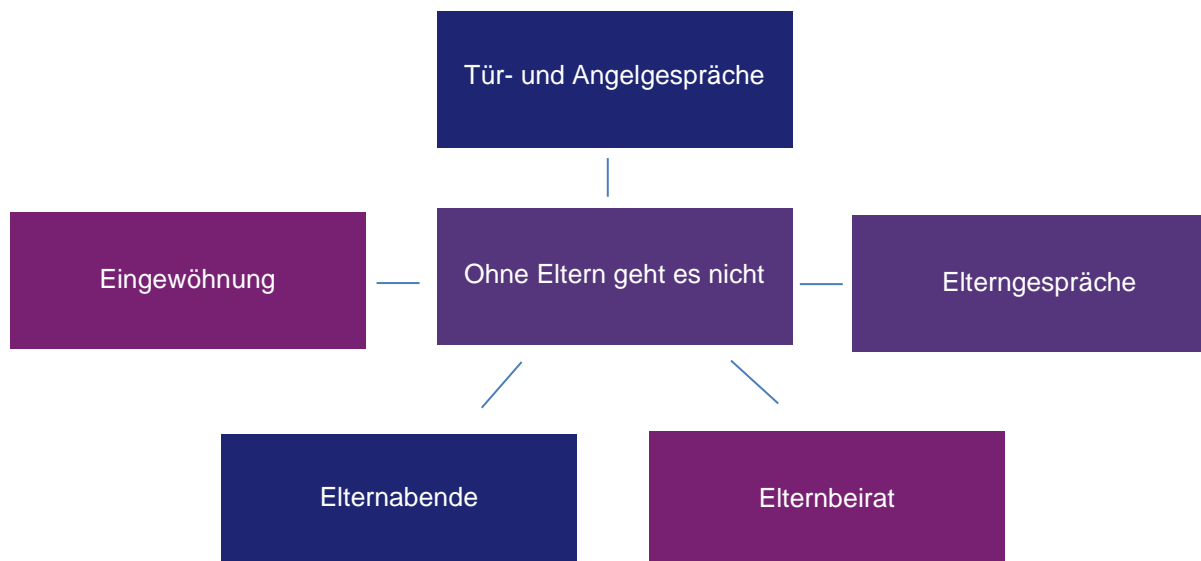 Tür- und Angelgespräche
Eingewöhnung
Ohne Eltern geht es nicht
Elterngespräche
Elternabende
Elternbeirat